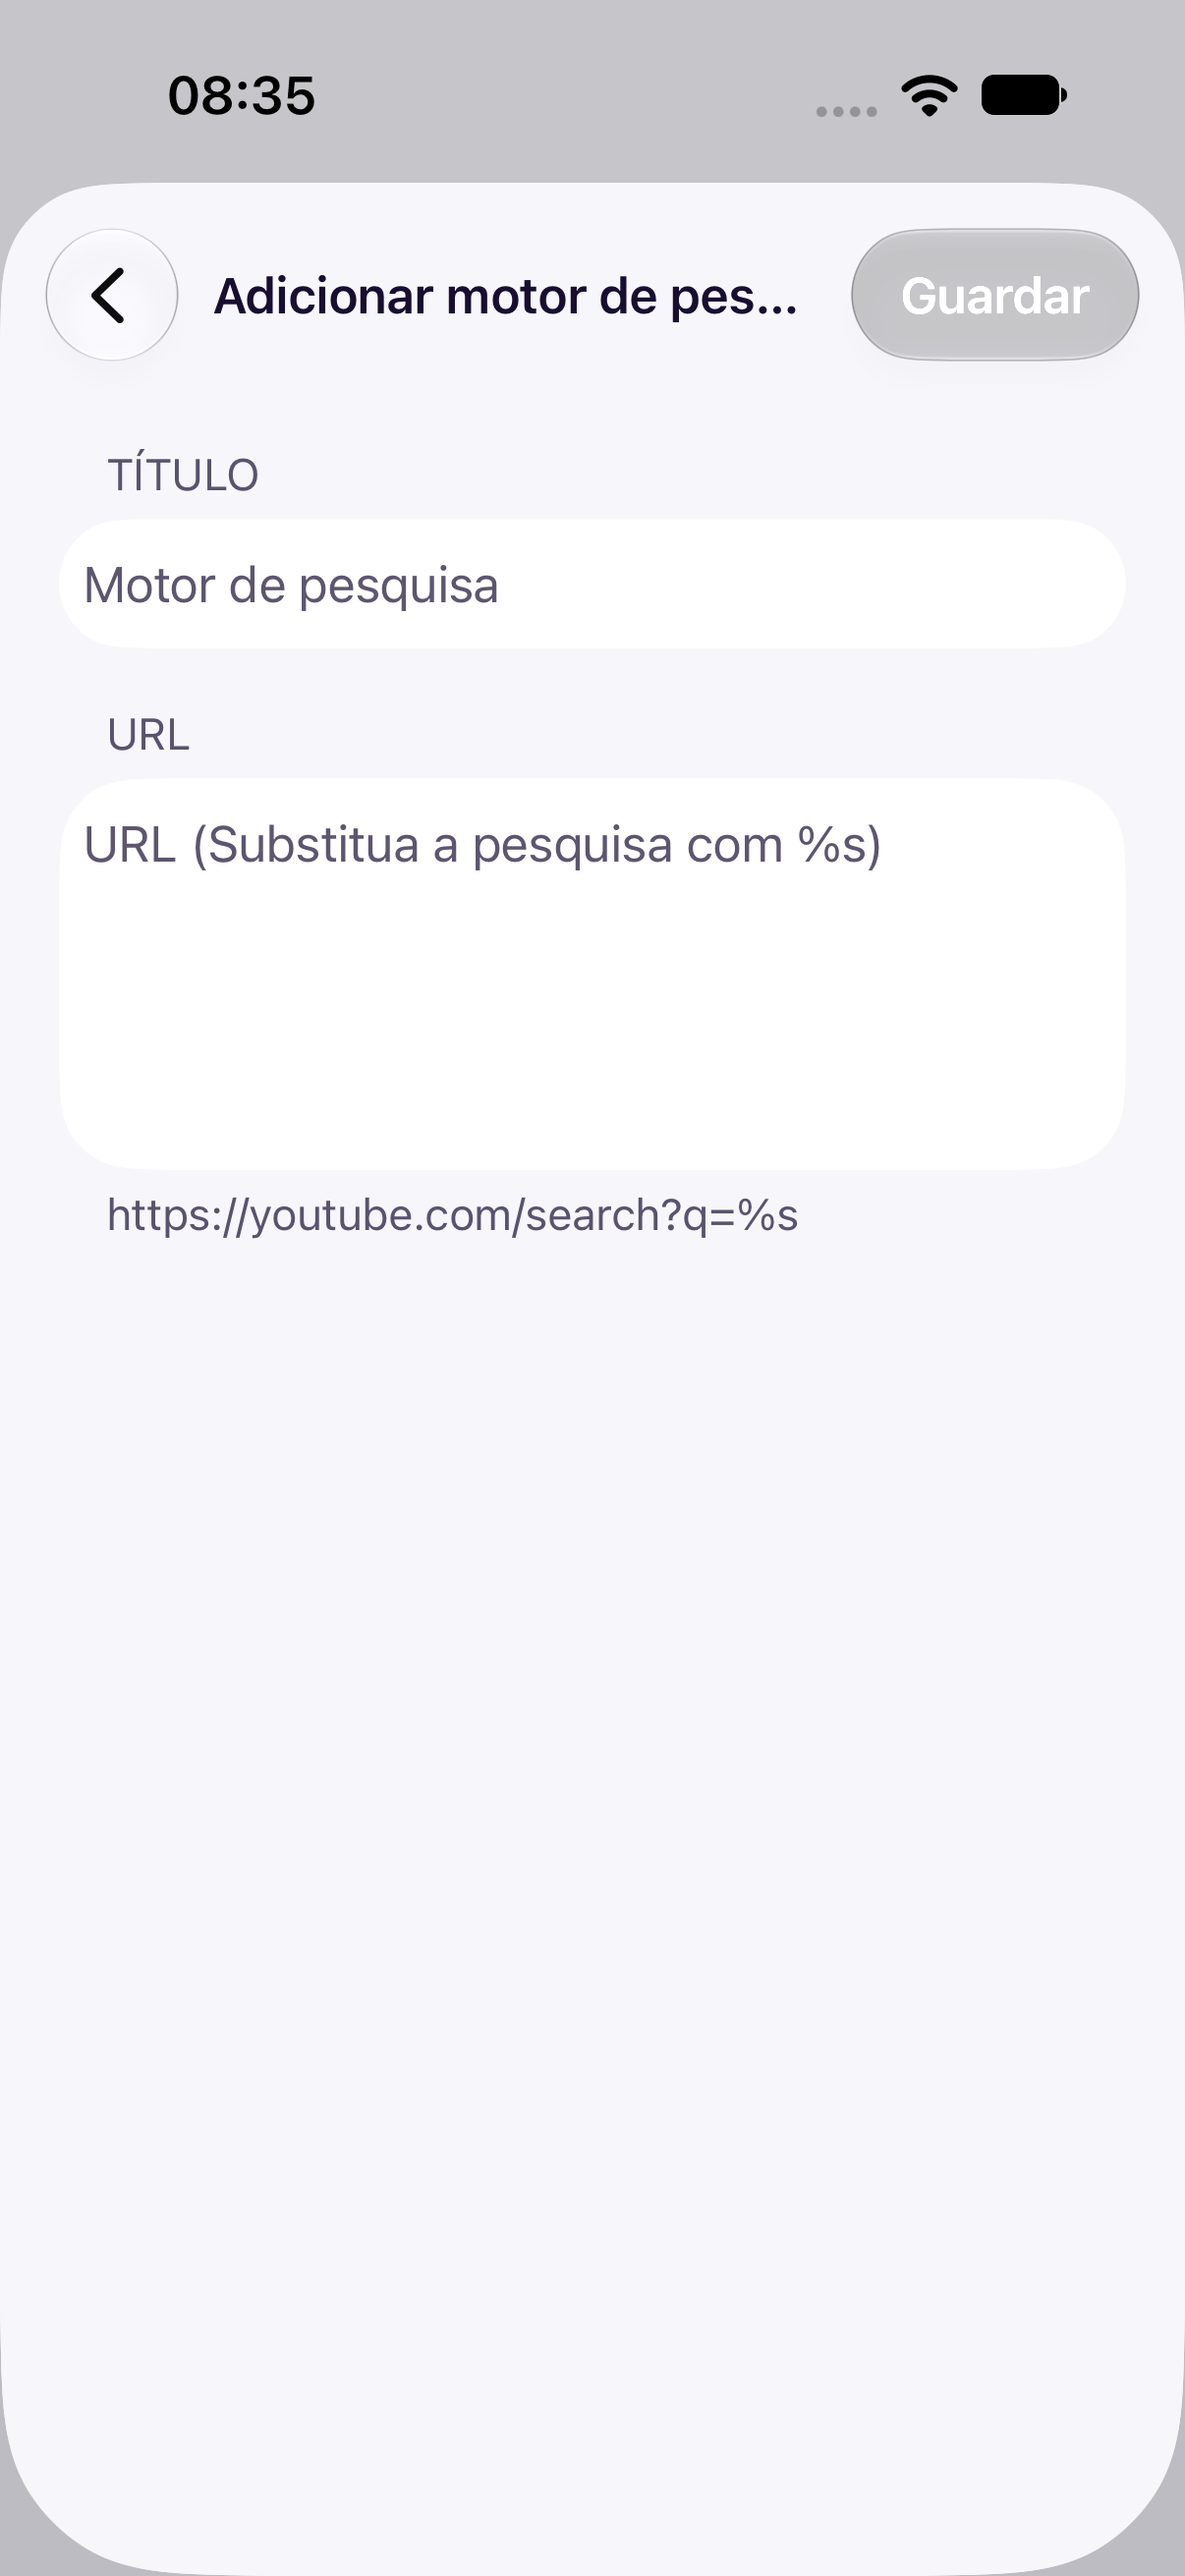 08:35
Adicionar motor de pes...
Guardar
TÍTULO
Motor de pesquisa
URL
URL (Substitua a pesquisa com %s)
https://youtube.com/search?q=%s